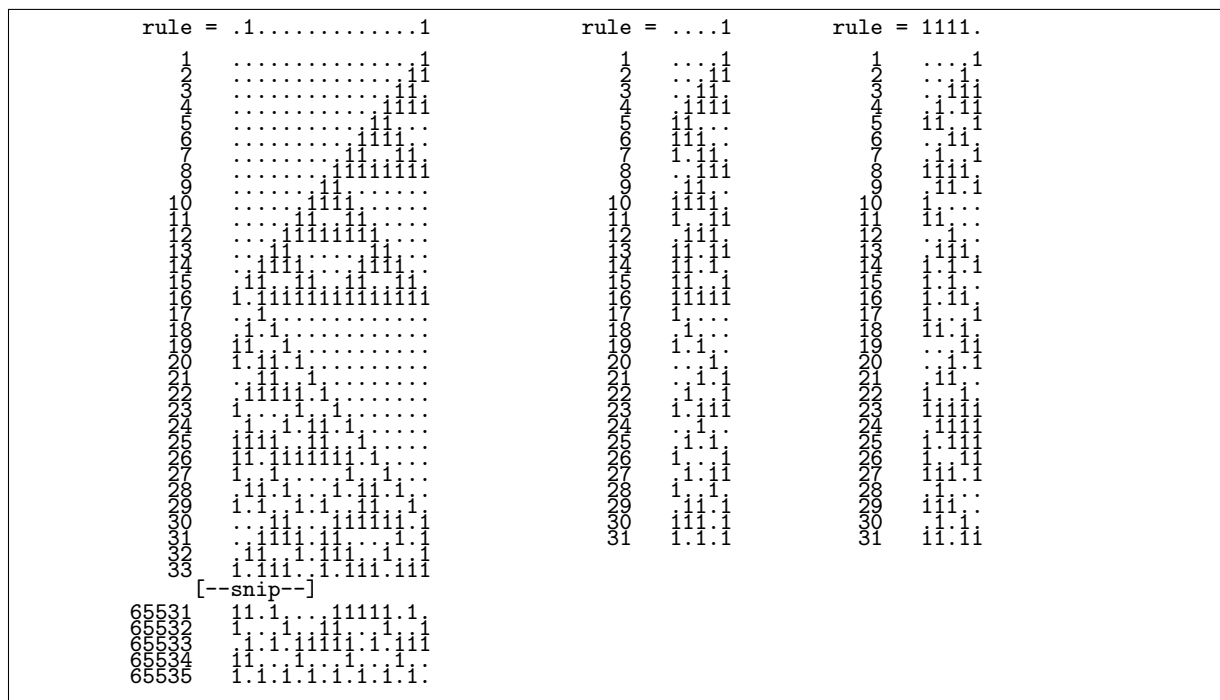 rule = .1.............1 rule = ....1 rule = 1111.
1 ...............1 1 ....1 1 ....1
2 ..............11 2 ...11 2 ...1.
3 .............11. 3 ..11. 3 ..111
4 ............1111 4 .1111 4 .1.11
5 ...........11... 5 11... 5 11..1
6 ..........1111.. 6 111.. 6 ..11.
7 .........11..11. 7 1.11. 7 .1..1
8 ........11111111 8 ..111 8 1111.
9 .......11....... 9 .11.. 9 .11.1
10 ......1111...... 10 1111. 10 1....
11 .....11..11..... 11 1..11 11 11...
12 ....11111111.... 12 .111. 12 ..1..
13 ...11......11... 13 11.11 13 .111.
14 ..1111....1111.. 14 11.1. 14 1.1.1
15 .11..11..11..11. 15 11..1 15 1.1..
16 1.11111111111111 16 11111 16 1.11.
17 ..1............. 17 1.... 17 1...1
18 .1.1............ 18 .1... 18 11.1.
19 11..1........... 19 1.1.. 19 ...11
20 1.11.1.......... 20 ...1. 20 ..1.1
21 ..11..1......... 21 ..1.1 21 .11..
22 .11111.1........ 22 .1..1 22 1..1.
23 1....1..1....... 23 1.111 23 11111
24 .1..1.11.1...... 24 ..1.. 24 .1111
25 1111..11..1..... 25 .1.1. 25 1.111
26 11.1111111.1.... 26 1...1 26 1..11
27 1..1.....1..1... 27 .1.11 27 111.1
28 .11.1...1.11.1.. 28 1..1. 28 .1...
29 1.1..1.1..11..1. 29 .11.1 29 111..
30 ...11...111111.1 30 111.1 30 .1.1.
31 ..1111.11....1.1 31 1.1.1 31 11.11
32 .11..1.111..1..1
33 1.111..1.111.111
[--snip--]
65531 11.1....11111.1.
65532 1...1..11...1..1
65533 .1.1.11111.1.111
65534 11...1...1...1..
65535 1.1.1.1.1.1.1.1.